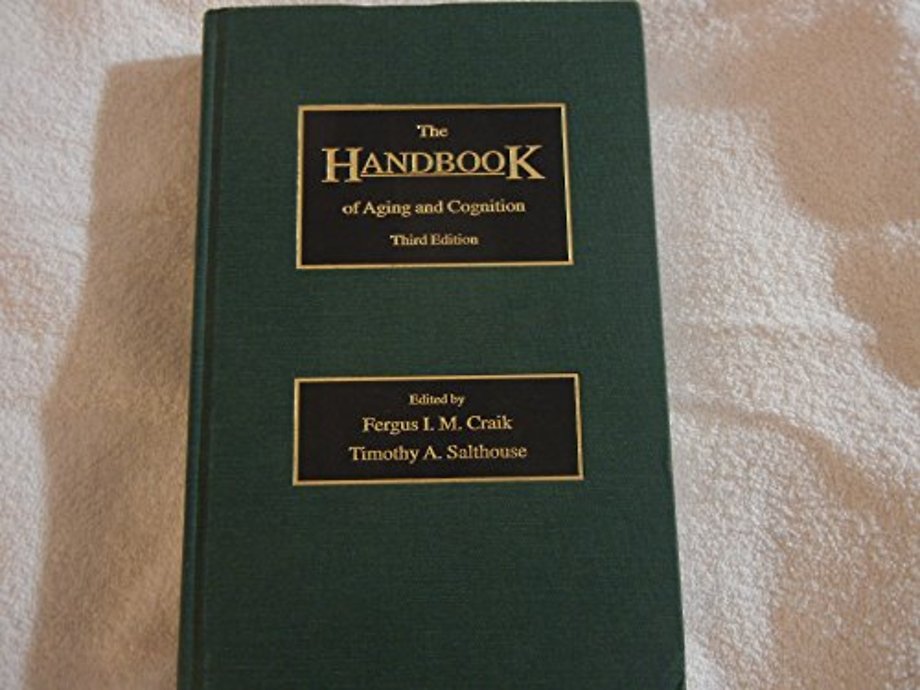 The
HANDBOOK
of Aging and Cognition
Third Edition
Edited by
Fergus I. M. Craik
Timothy A. Salthouse